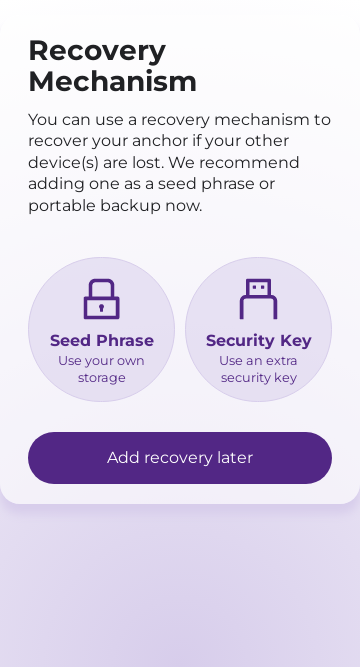 Recovery
Mechanism
You can use a recovery mechanism to
recover your anchor if your other
device(s) are lost. We recommend
adding one as a seed phrase or
portable backup now.
Seed Phrase
Use your own
storage
Security Key
Use an extra
security key
Add recovery later